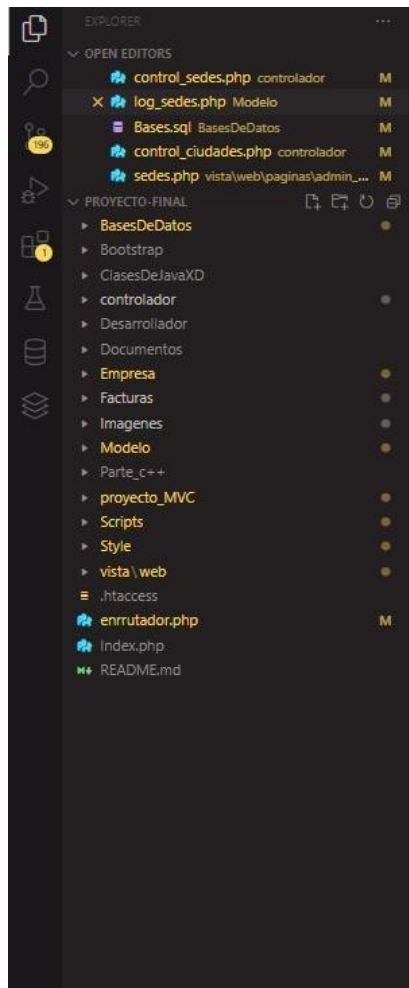 EXPLORER ...
OPEN EDITORS
control_sedes.php controlador M
log_sedes.php Modelo M
Bases.sql BasesDeDatos M
196
control_ciudades.php controlador M
sedes.php vista\web\paginas\admin_... M
PROYECTO-FINAL
BasesDeDatos
1
Bootstrap
ClasesDeJavaXD
controlador
Desarrollador
Documentos
Empresa
Facturas
Imagenes
Modelo
Parte_c++
proyecto_MVC
Scripts
Style
vista\web
.htaccess
enrrutador.php M
Index.php
README.md